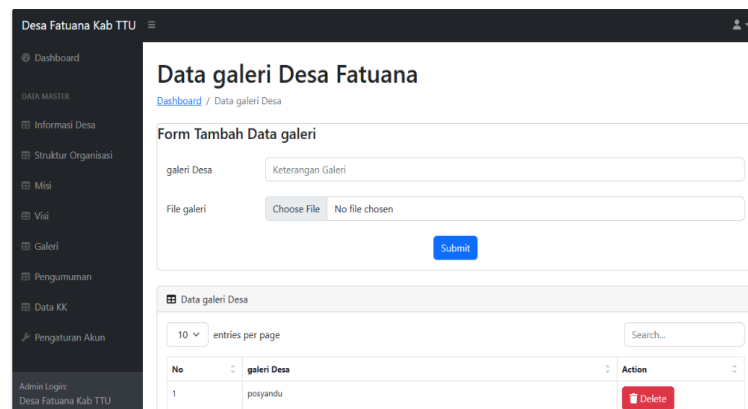 Desa Fatuana Kab TTU
Dashboard
DATA MASTER
Informasi Desa
Struktur Organisasi
Misi
Visi
Galeri
Pengumuman
Data KK
Pengaturan Akun
Admin Login:
Desa Fatuana Kab TTU
Data galeri Desa Fatuana
Dashboard / Data galeri Desa
Form Tambah Data galeri
galeri Desa Keterangan Galeri
File galeri Choose File No file chosen
Submit
Data galeri Desa
10 entries per page Search...
No galeri Desa Action
1 posyandu Delete